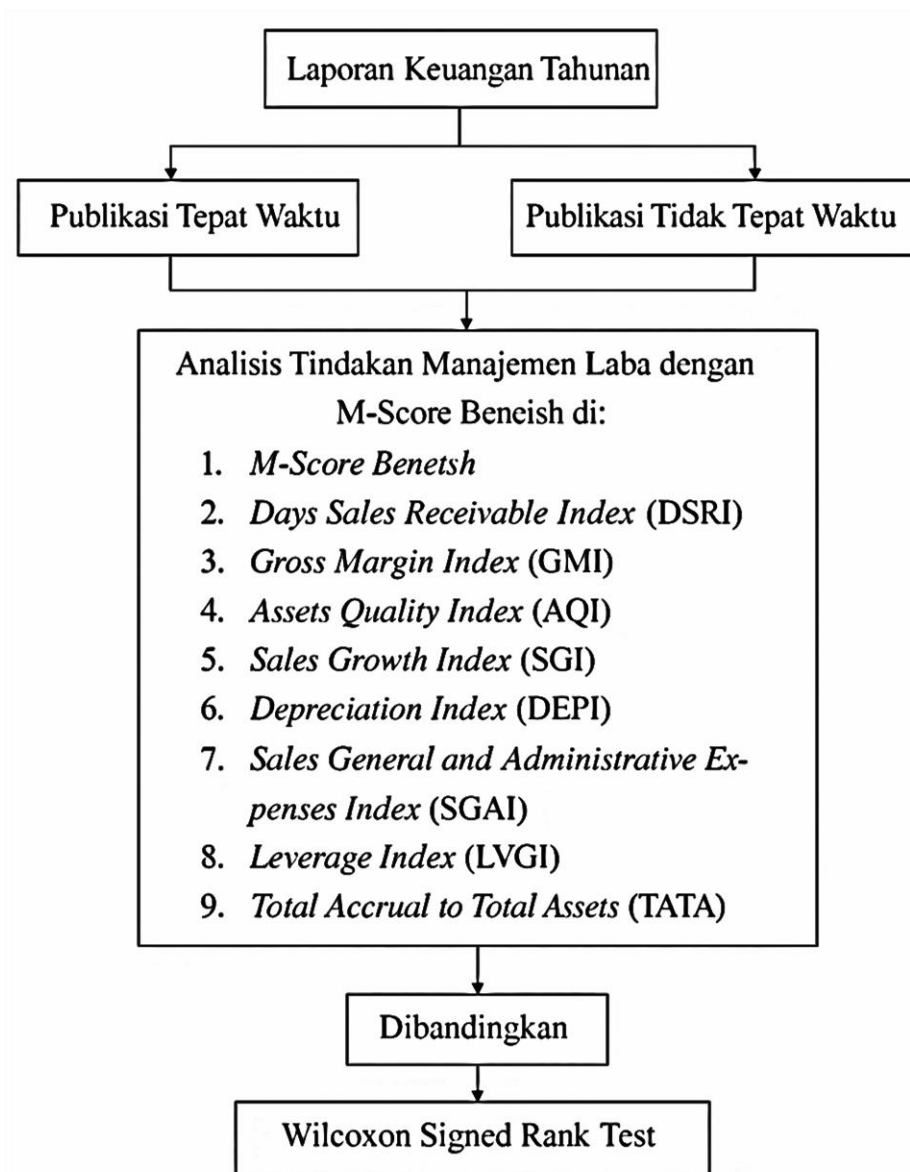 Laporan Keuangan Tahunan
Publikasi Tepat Waktu
Publikasi Tidak Tepat Waktu
Analisis Tindakan Manajemen Laba dengan
M-Score Beneish di:
1. M-Score Benetsh
2. Days Sales Receivable Index (DSRI)
3. Gross Margin Index (GMI)
4. Assets Quality Index (AQI)
5. Sales Growth Index (SGI)
6. Depreciation Index (DEPI)
7. Sales General and Administrative Ex-
penses Index (SGAI)
8. Leverage Index (LVGI)
9. Total Accrual to Total Assets (TATA)
Dibandingkan
Wilcoxon Signed Rank Test